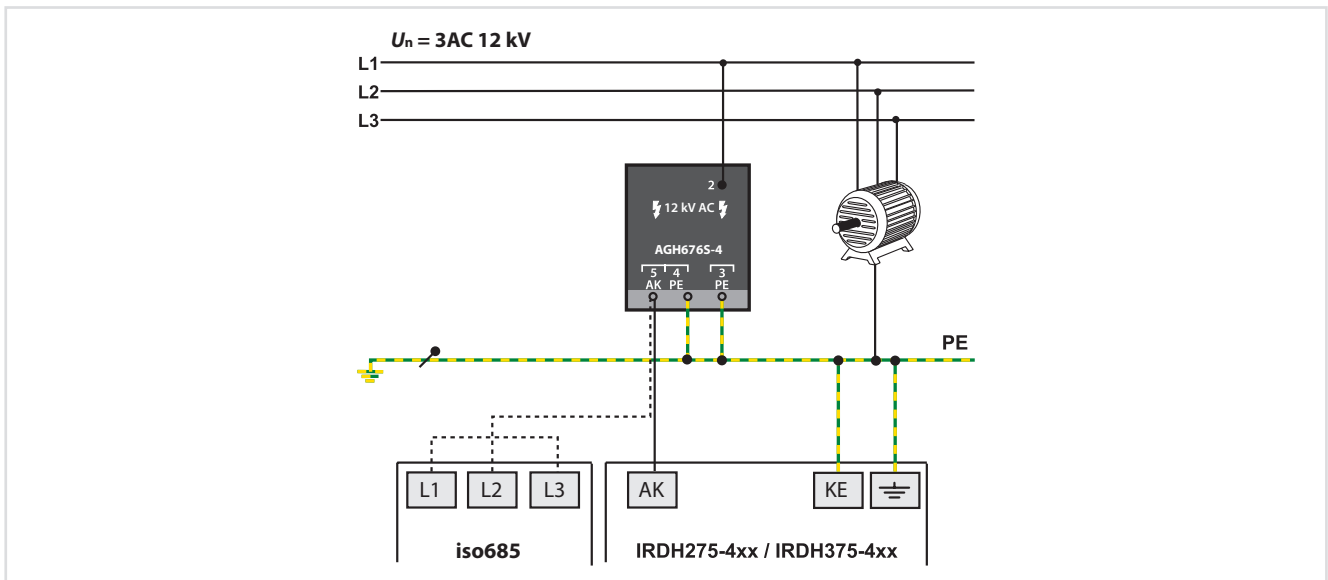 Un = 3AC 12 kV
L1
L2
L3
2
12 kV AC
AGH676S-4
5 4 3
AK PE PE
PE
L1 L2 L3 AK KE
iso685 IRDH275-4xx / IRDH375-4xx